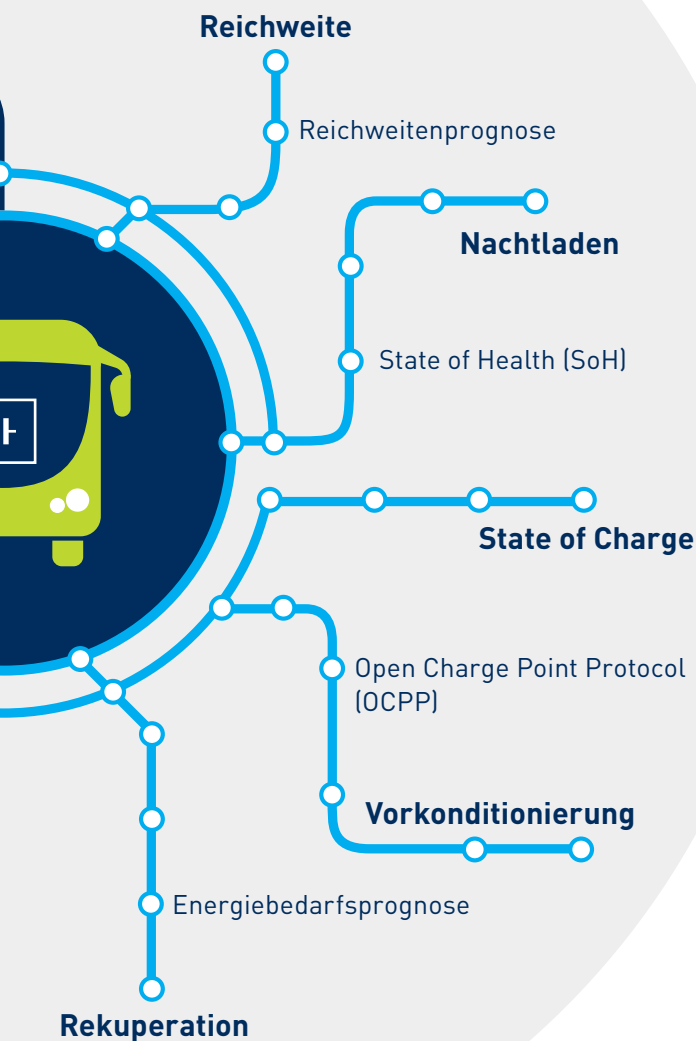 Reichweite
Reichweitenprognose
Nachtladen
State of Health (SoH)
State of Charge
Open Charge Point Protocol
(OCPP)
Vorkonditionierung
Energiebedarfsprognose
Rekuperation